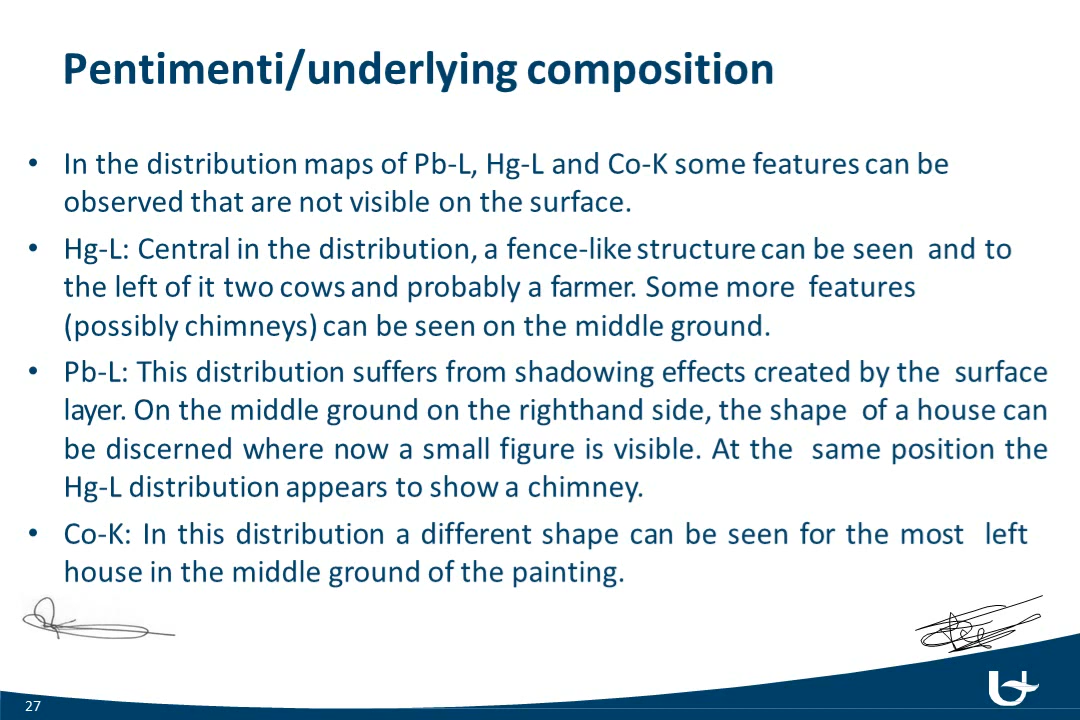 Pentimenti/underlying composition
• In the distribution maps of Pb-L, Hg-L and Co-K some features can be
observed that are not visible on the surface.
• Hg-L: Central in the distribution, a fence-like structure can be seen and to
the left of it two cows and probably a farmer. Some more features
(possibly chimneys) can be seen on the middle ground.
• Pb-L: This distribution suffers from shadowing effects created by the surface
layer. On the middle ground on the righthand side, the shape of a house can
be discerned where now a small figure is visible. At the same position the
Hg-L distribution appears to show a chimney.
• Co-K: In this distribution a different shape can be seen for the most left
house in the middle ground of the painting.
27